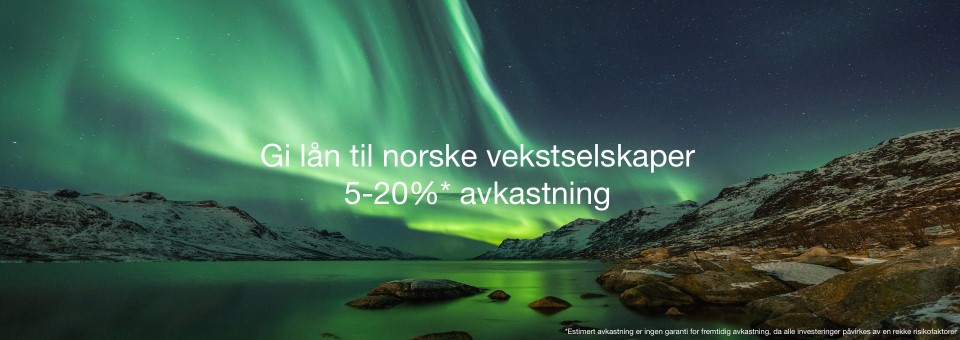 Gi lån til norske vekstselskaper
5-20%* avkastning
*Estimert avkastning er ingen garanti for fremtidig avkastning, da alle investeringer påvirkes av en rekke risikofaktorer